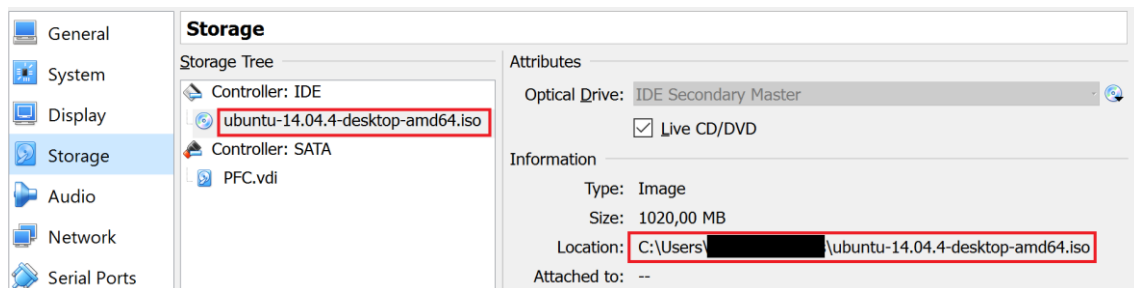 General
System
Display
Storage
Audio
Network
Serial Ports
Storage
Storage Tree
Controller: IDE
ubuntu-14.04.4-desktop-amd64.iso
Controller: SATA
PFC.vdi
Attributes
Optical Drive: IDE Secondary Master
Live CD/DVD
Information
Type: Image
Size: 1020,00 MB
Location: C:\Users\ \ubuntu-14.04.4-desktop-amd64.iso
Attached to: --